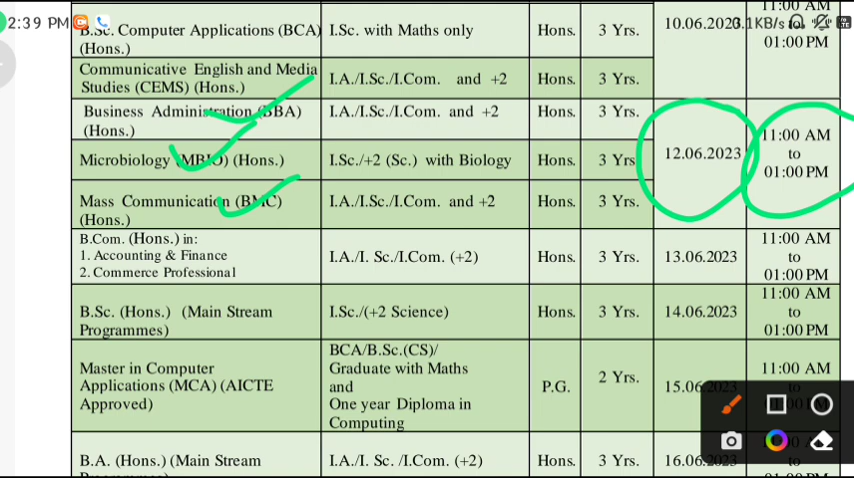 2:39 PM
0.1KB/s
B.Sc. Computer Applications (BCA)
(Hons.)
I.Sc. with Maths only
Hons.
3 Yrs.
10.06.2023
11:00 AM
to
01:00 PM
Communicative English and Media
Studies (CEMS) (Hons.)
I.A./I.Sc./I.Com. and +2
Hons.
3 Yrs.
Business Administration (BBA)
(Hons.)
I.A./I.Sc./I.Com. and +2
Hons.
3 Yrs.
Microbiology (MBIO) (Hons.)
I.Sc./+2 (Sc.) with Biology
Hons.
3 Yrs
12.06.2023
11:00 AM
to
01:00 PM
Mass Communication (BMC)
(Hons.)
I.A./I.Sc./I.Com. and +2
Hons.
3 Yrs.
B.Com. (Hons.) in:
1. Accounting & Finance
2. Commerce Professional
I.A./I. Sc./I.Com. (+2)
Hons.
3 Yrs.
13.06.2023
11:00 AM
to
01:00 PM
B.Sc. (Hons.) (Main Stream
Programmes)
I.Sc./(+2 Science)
Hons.
3 Yrs.
14.06.2023
11:00 AM
to
01:00 PM
Master in Computer
Applications (MCA) (AICTE
Approved)
BCA/B.Sc.(CS)/
Graduate with Maths
and
One year Diploma in
Computing
P.G.
2 Yrs.
15.06.2023
11:00 AM
to
B.A. (Hons.) (Main Stream
I.A./I. Sc. /I.Com. (+2)
Hons.
3 Yrs.
16.06.2023
to